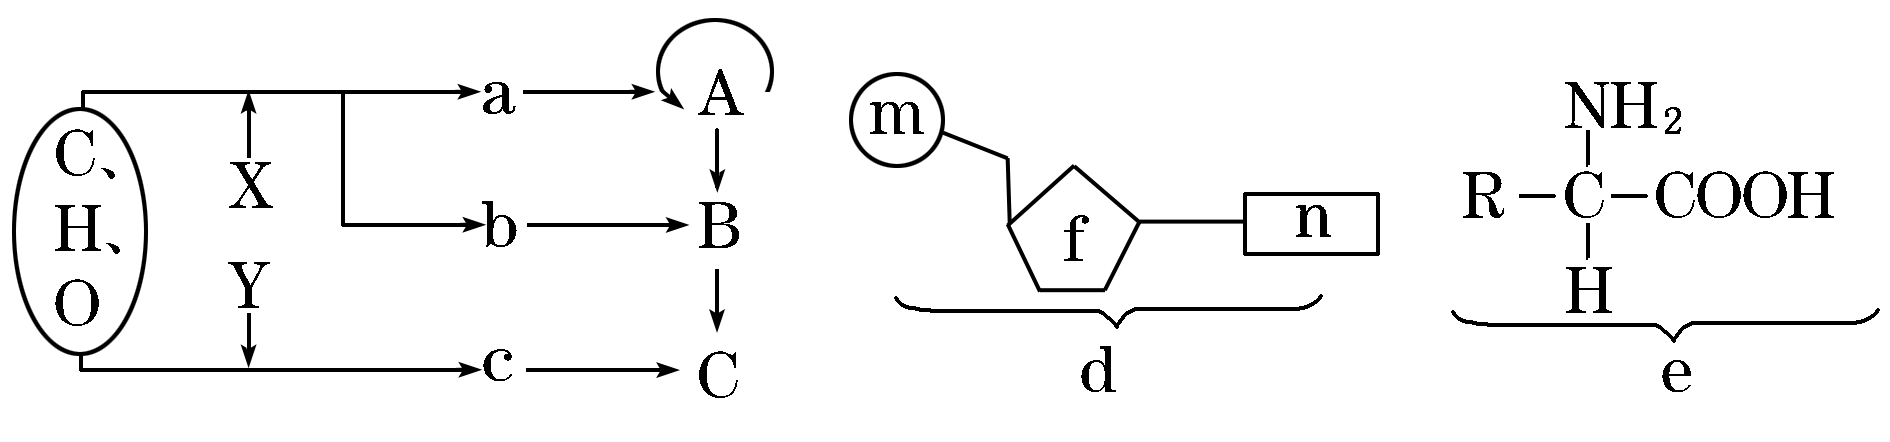 C、
H、
O
X
Y
a
b
c
A
B
C
m
f
n
d
NH₂
R—C—COOH
H
e